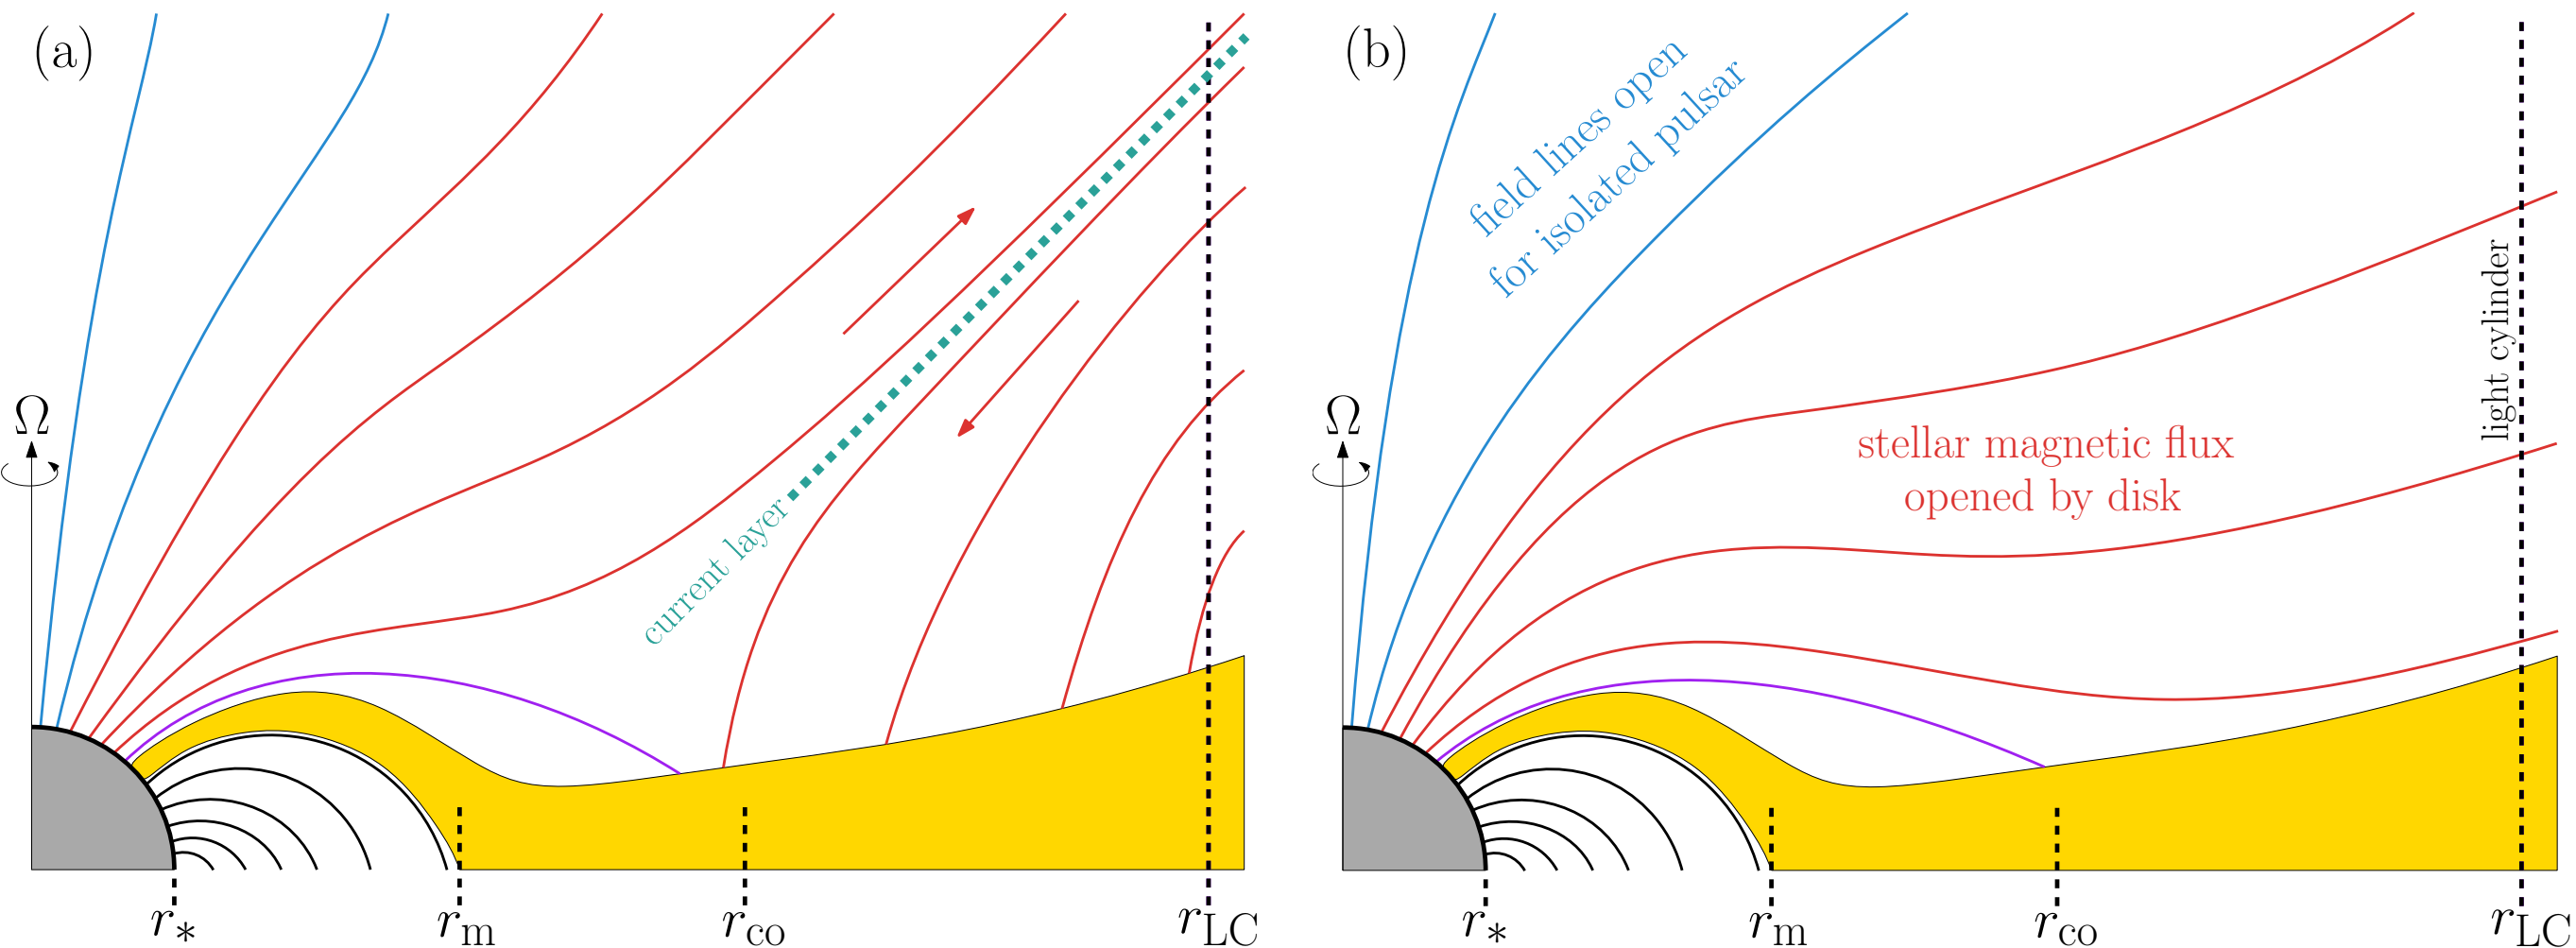 (a)
Ω
current layer
r*
rm
rco
rLC
(b)
field lines open
for isolated pulsar
Ω
light cylinder
stellar magnetic flux
opened by disk
r*
rm
rco
rLC